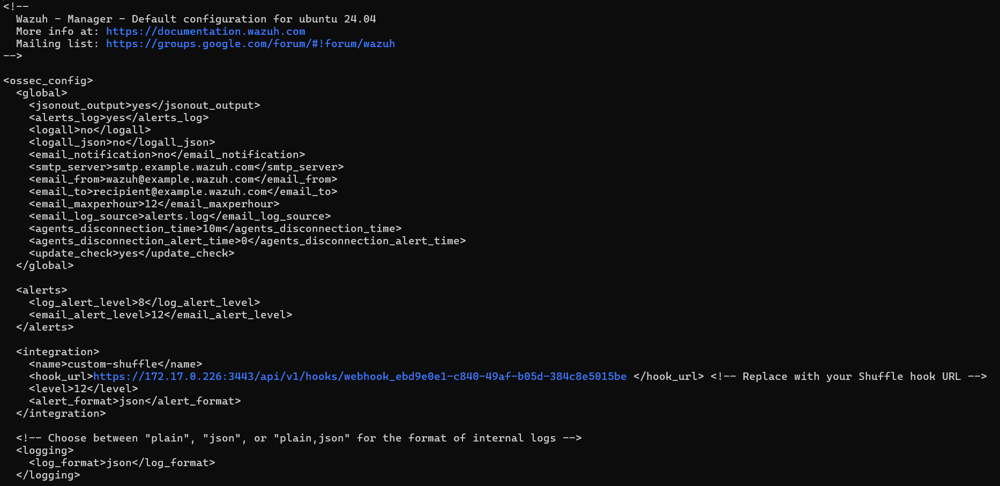 <!--
  Wazuh - Manager - Default configuration for ubuntu 24.04
  More info at: https://documentation.wazuh.com
  Mailing list: https://groups.google.com/forum/#!forum/wazuh
-->

<ossec_config>
  <global>
    <jsonout_output>yes</jsonout_output>
    <alerts_log>yes</alerts_log>
    <logall>no</logall>
    <logall_json>no</logall_json>
    <email_notification>no</email_notification>
    <smtp_server>smtp.example.wazuh.com</smtp_server>
    <email_from>wazuh@example.wazuh.com</email_from>
    <email_to>recipient@example.wazuh.com</email_to>
    <email_maxperhour>12</email_maxperhour>
    <email_log_source>alerts.log</email_log_source>
    <agents_disconnection_time>10m</agents_disconnection_time>
    <agents_disconnection_alert_time>0</agents_disconnection_alert_time>
    <update_check>yes</update_check>
  </global>

  <alerts>
    <log_alert_level>8</log_alert_level>
    <email_alert_level>12</email_alert_level>
  </alerts>

  <integration>
    <name>custom-shuffle</name>
    <hook_url>https://172.17.0.226:3443/api/v1/hooks/webhook_ebd9e0e1-c840-49af-b05d-384c8e5015be </hook_url> <!-- Replace with your Shuffle hook URL -->
    <level>12</level>
    <alert_format>json</alert_format>
  </integration>

  <!-- Choose between "plain", "json", or "plain,json" for the format of internal logs -->
  <logging>
    <log_format>json</log_format>
  </logging>